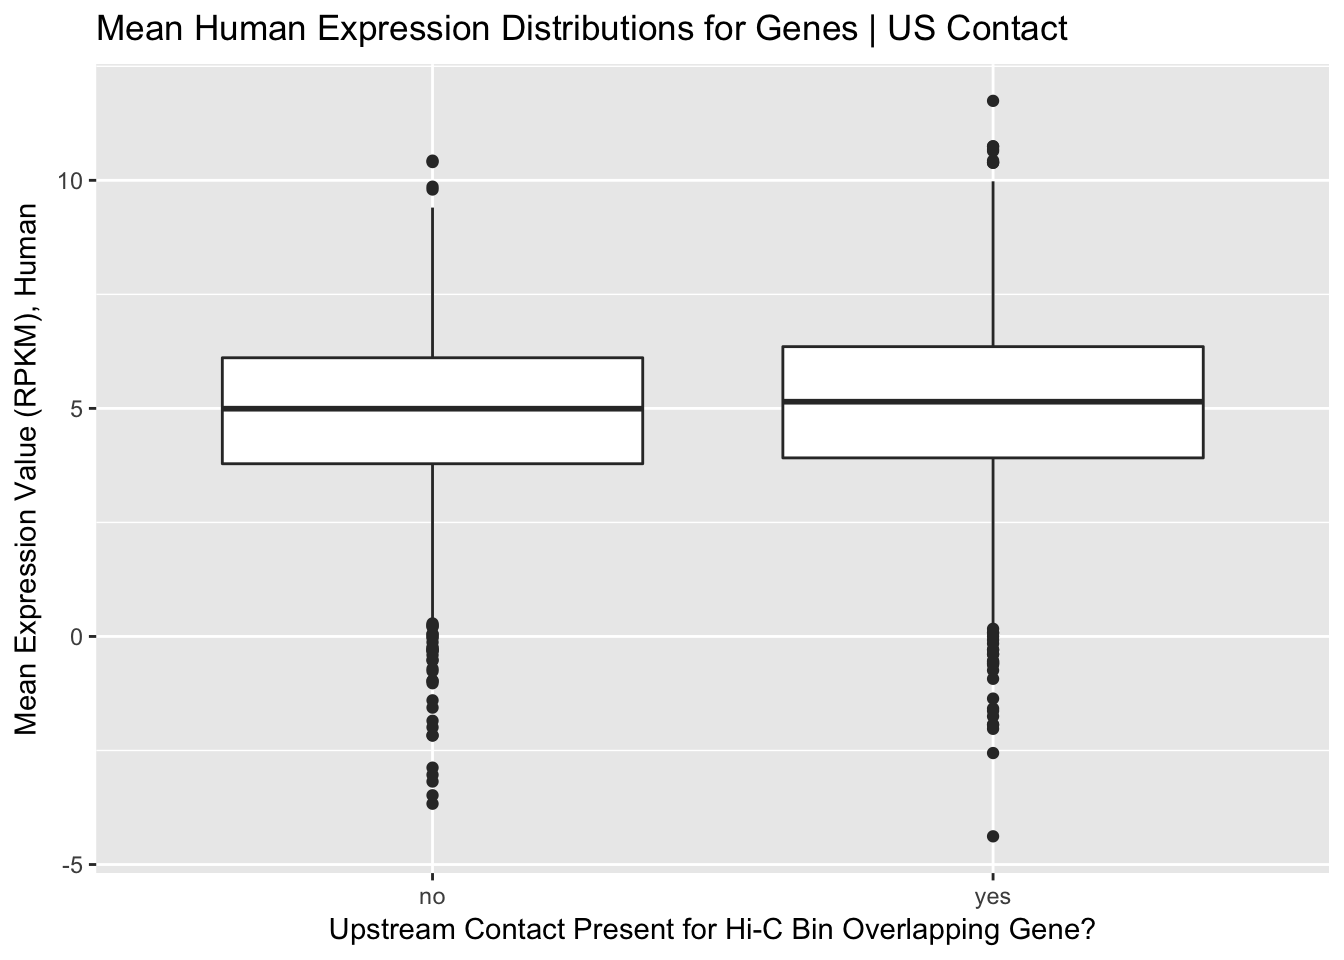 Mean Human Expression Distributions for Genes | US Contact
Mean Expression Value (RPKM), Human
10
5
0
-5
no
yes
Upstream Contact Present for Hi-C Bin Overlapping Gene?